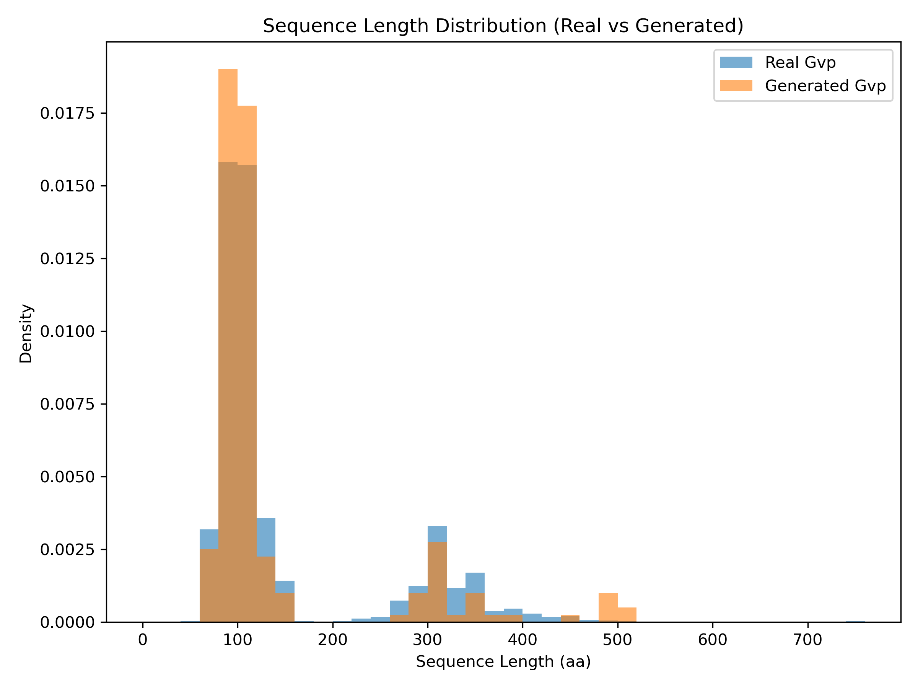 Sequence Length Distribution (Real vs Generated)
Real Gvp
Generated Gvp
0.0175
0.0150
0.0125
0.0100
0.0075
0.0050
0.0025
0.0000
Density
0 100 200 300 400 500 600 700
Sequence Length (aa)